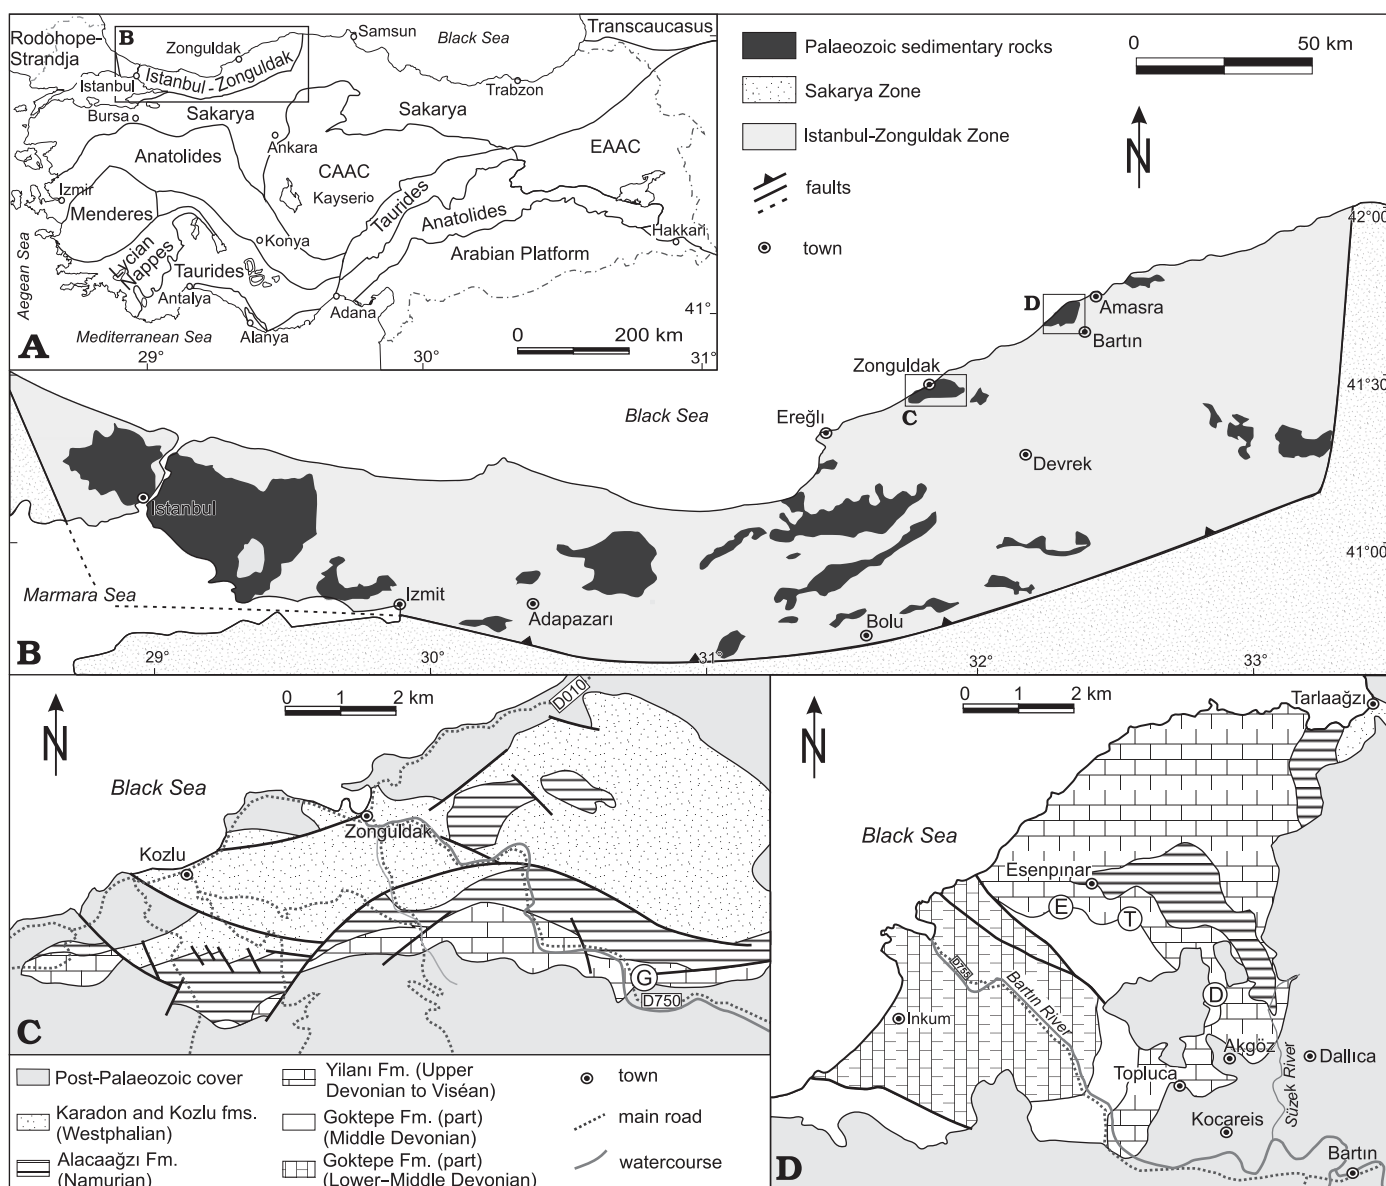 Rodohope-
Strandja
B
Zonguldak
Istanbul - Zonguldak
Istanbul
Samsun
Black Sea
Transcaucasus
Trabzon
Bursa
Sakarya
Sakarya
Ankara
Anatolides
CAAC
EAAC
Izmir
Kayseri
Menderes
Taurides
Anatolides
Konya
Hakkari
Lycian
Nappes
Taurides
Arabian Platform
Aegean Sea
Antalya
Adana
Alanya
Mediterranean Sea
0 200 km
A
29° 30° 31°
41°
Palaeozoic sedimentary rocks
Sakarya Zone
Istanbul-Zonguldak Zone
faults
town
0 50 km
N
42°00
D
Amasra
Bartın
Zonguldak
C
41°30
Black Sea
Ereğlı
Devrek
Istanbul
41°00
Marmara Sea
Izmit
Adapazarı
Bolu
B
29° 30° 31° 32° 33°
0 1 2 km
N
D010
Black Sea
Zonguldak
Kozlu
G
D750
C
Post-Palaeozoic cover
Karadon and Kozlu fms.
(Westphalian)
Alacaağzı Fm.
(Namurian)
Yilanı Fm. (Upper
Devonian to Viséan)
Goktepe Fm. (part)
(Middle Devonian)
Goktepe Fm. (part)
(Lower–Middle Devonian)
town
main road
watercourse
0 1 2 km
N
Tarlaağzı
Black Sea
Esenpınar
E
T
D755
Bartın River
D
Inkum
Akgöz
Dallıca
Topluca
Süzek River
Kocareis
Bartın
D